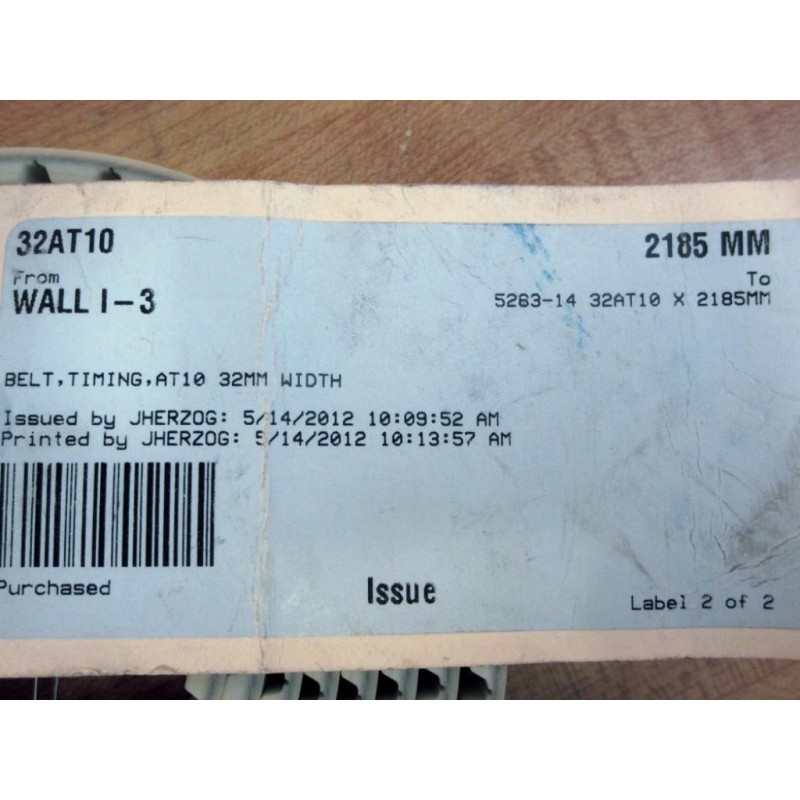 32AT10 2185 MM
From To
WALL I-3 5263-14 32AT10 X 2185MM
BELT,TIMING,AT10 32MM WIDTH
Issued by JHERZOG: 5/14/2012 10:09:52 AM
Printed by JHERZOG: 5/14/2012 10:13:57 AM
Purchased Issue Label 2 of 2